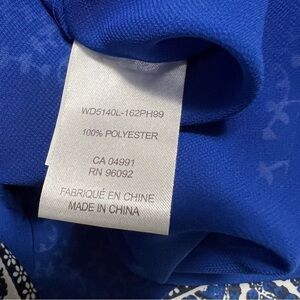 WD5140L-162PH99
100% POLYESTER
CA 04991
RN 96092
FABRIQUÉ EN CHINE
MADE IN CHINA